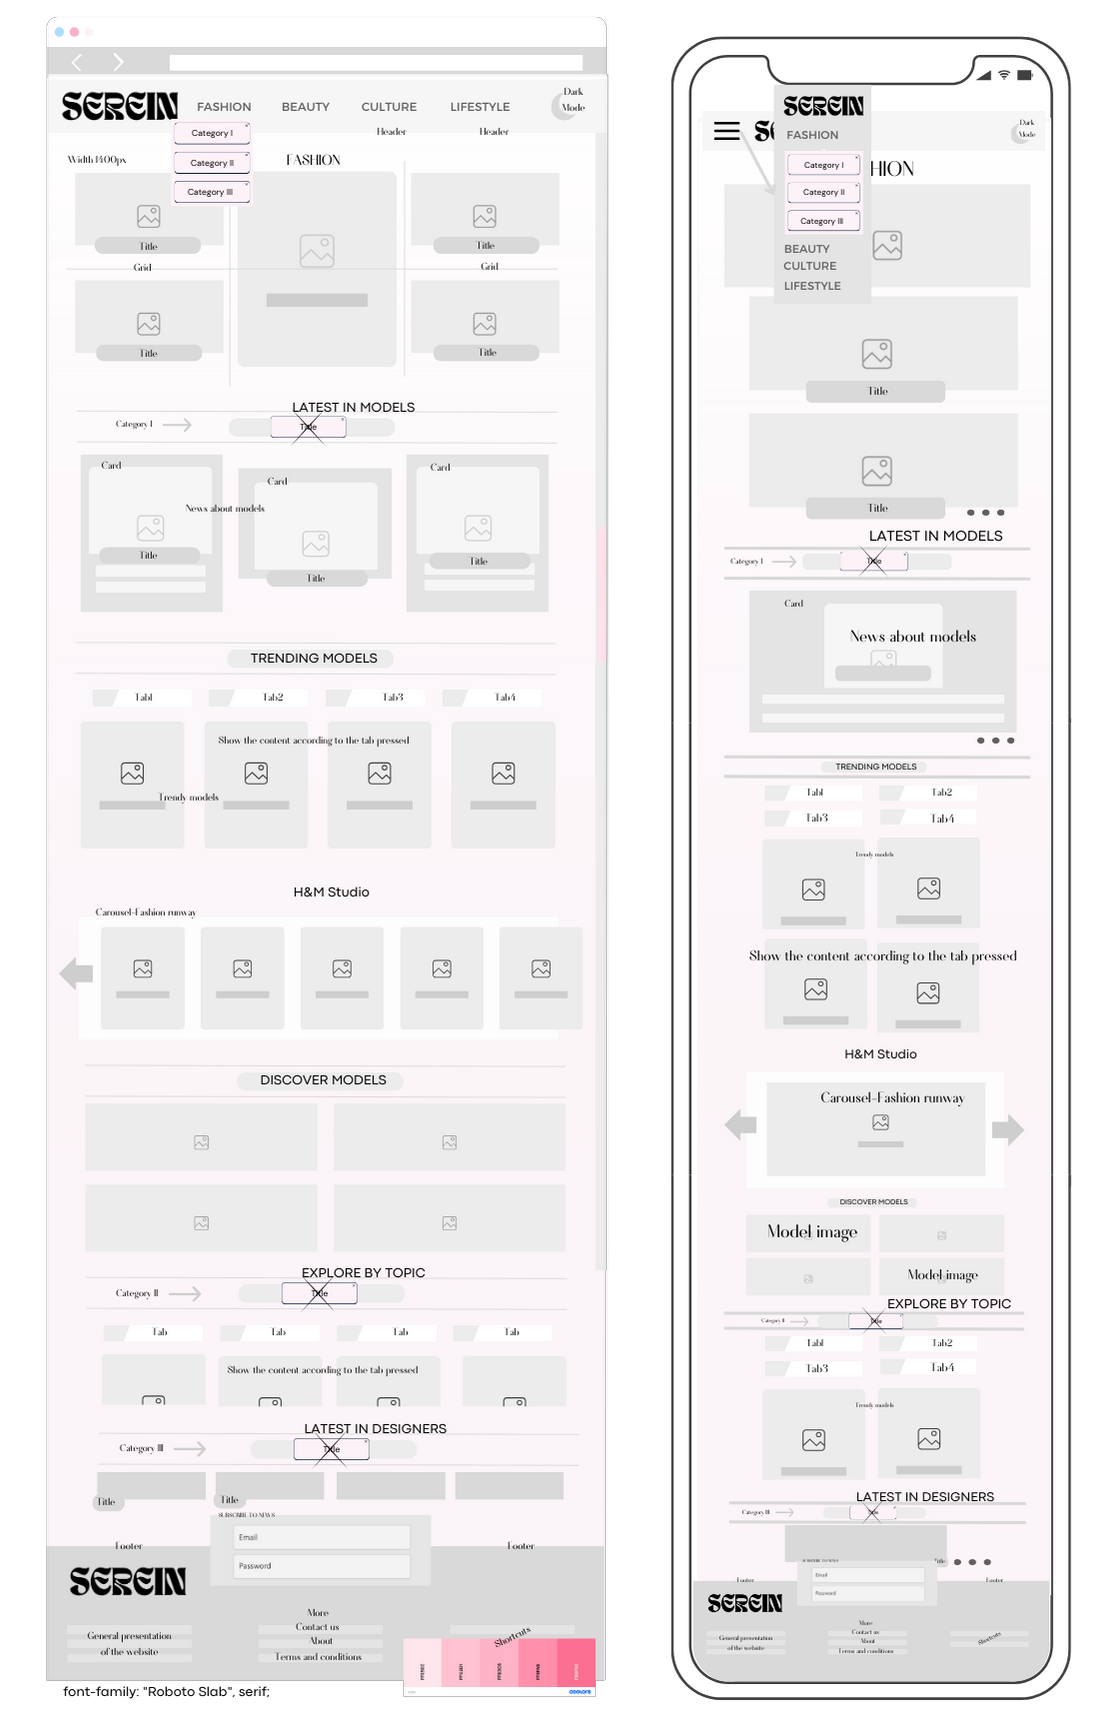 SEREIN
FASHION
BEAUTY
CULTURE
LIFESTYLE
Dark
Mode
Category I
Category II
Category III
Header
Header
Width 1400px
FASHION
Title
Title
Grid
Grid
Title
Title
LATEST IN MODELS
Category I
Title
Card
Card
Card
News about models
Title
Title
Title
TRENDING MODELS
Tab1
Tab2
Tab3
Tab4
Show the content according to the tab pressed
Trendy models
H&M Studio
Carousel-Fashion runway
DISCOVER MODELS
EXPLORE BY TOPIC
Category II
Title
Tab
Tab
Tab
Tab
Show the content according to the tab pressed
LATEST IN DESIGNERS
Category III
Title
Title
Title
SUBSCRIBE TO NEWS
Email
Password
Footer
Footer
SEREIN
General presentation
of the website
More
Contact us
About
Terms and conditions
Shortcuts
coolors
font-family: "Roboto Slab", serif;
SEREIN
FASHION
Category I
Category II
Category III
BEAUTY
CULTURE
LIFESTYLE
Dark
Mode
HION
Title
Title
LATEST IN MODELS
Category I
Title
Card
News about models
TRENDING MODELS
Tab1
Tab2
Tab3
Tab4
Trendy models
Show the content according to the tab pressed
H&M Studio
Carousel-Fashion runway
DISCOVER MODELS
Model image
Model image
EXPLORE BY TOPIC
Category II
Title
Tab1
Tab2
Tab3
Tab4
Trendy models
LATEST IN DESIGNERS
Category III
Title
Title
Email
Password
Footer
Footer
SEREIN
General presentation
of the website
More
Contact us
About
Terms and conditions
Shortcuts